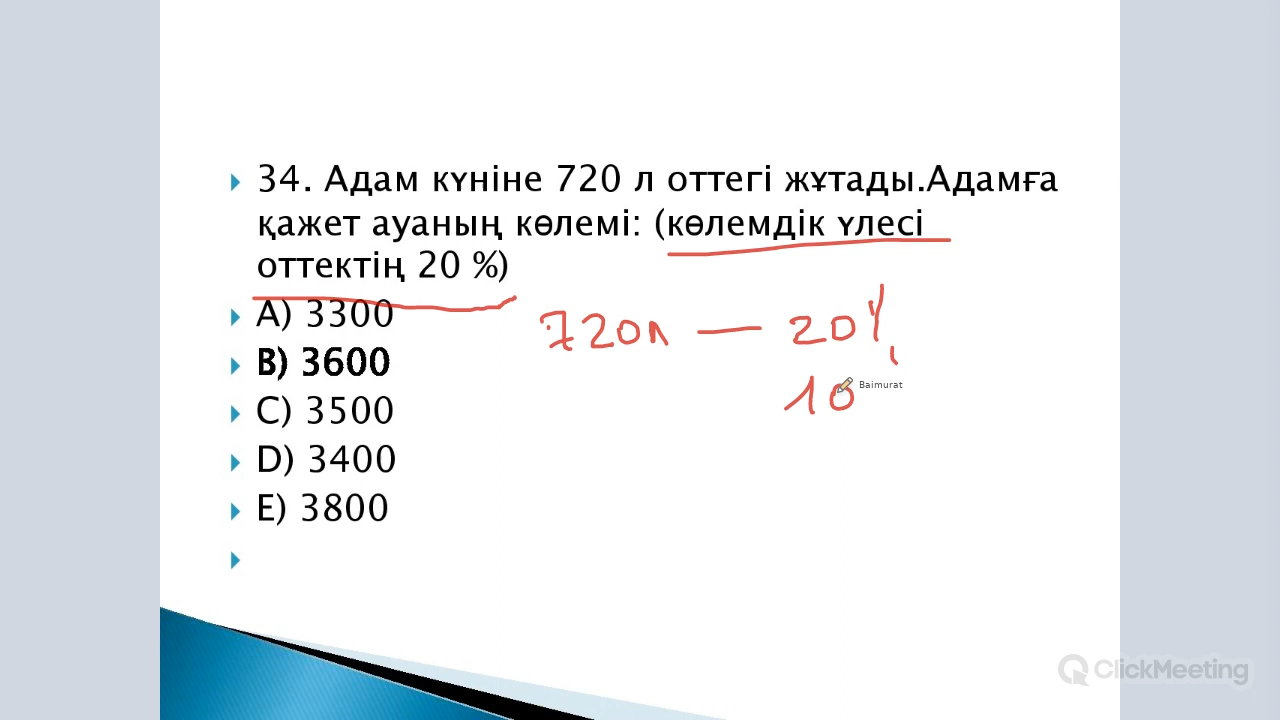 34. Адам күніне 720 л оттегі жұтады.Адамға
қажет ауаның көлемі: (көлемдік үлесі
оттектің 20 %)
A) 3300
B) 3600
C) 3500
D) 3400
E) 3800
720л — 20%
10
Baimurat
ClickMeeting